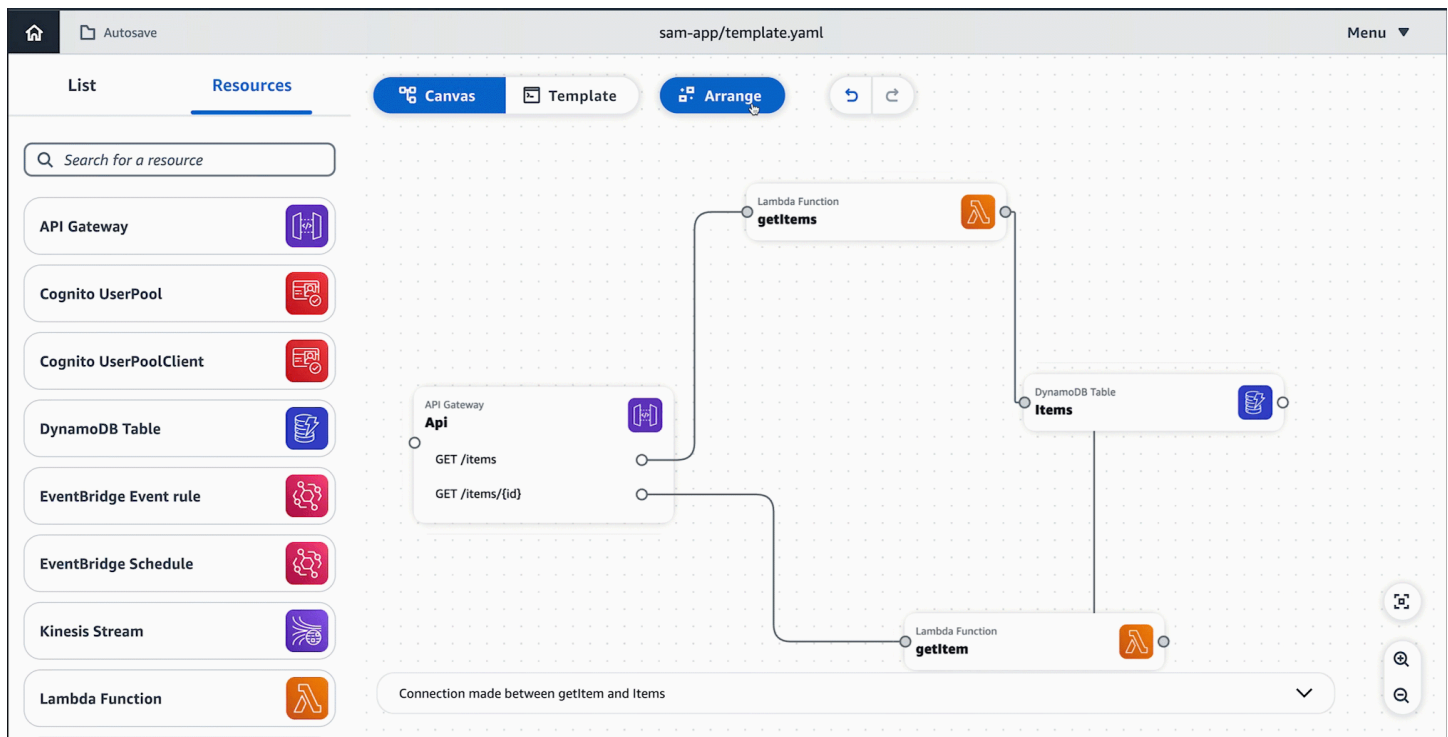 Autosave
sam-app/template.yaml
Menu
List
Resources
Canvas
Template
Arrange
Search for a resource
API Gateway
Cognito UserPool
Cognito UserPoolClient
DynamoDB Table
EventBridge Event rule
EventBridge Schedule
Kinesis Stream
Lambda Function
Lambda Function
getItems
API Gateway
Api
GET /items
GET /items/{id}
DynamoDB Table
Items
Lambda Function
getItem
Connection made between getItem and Items